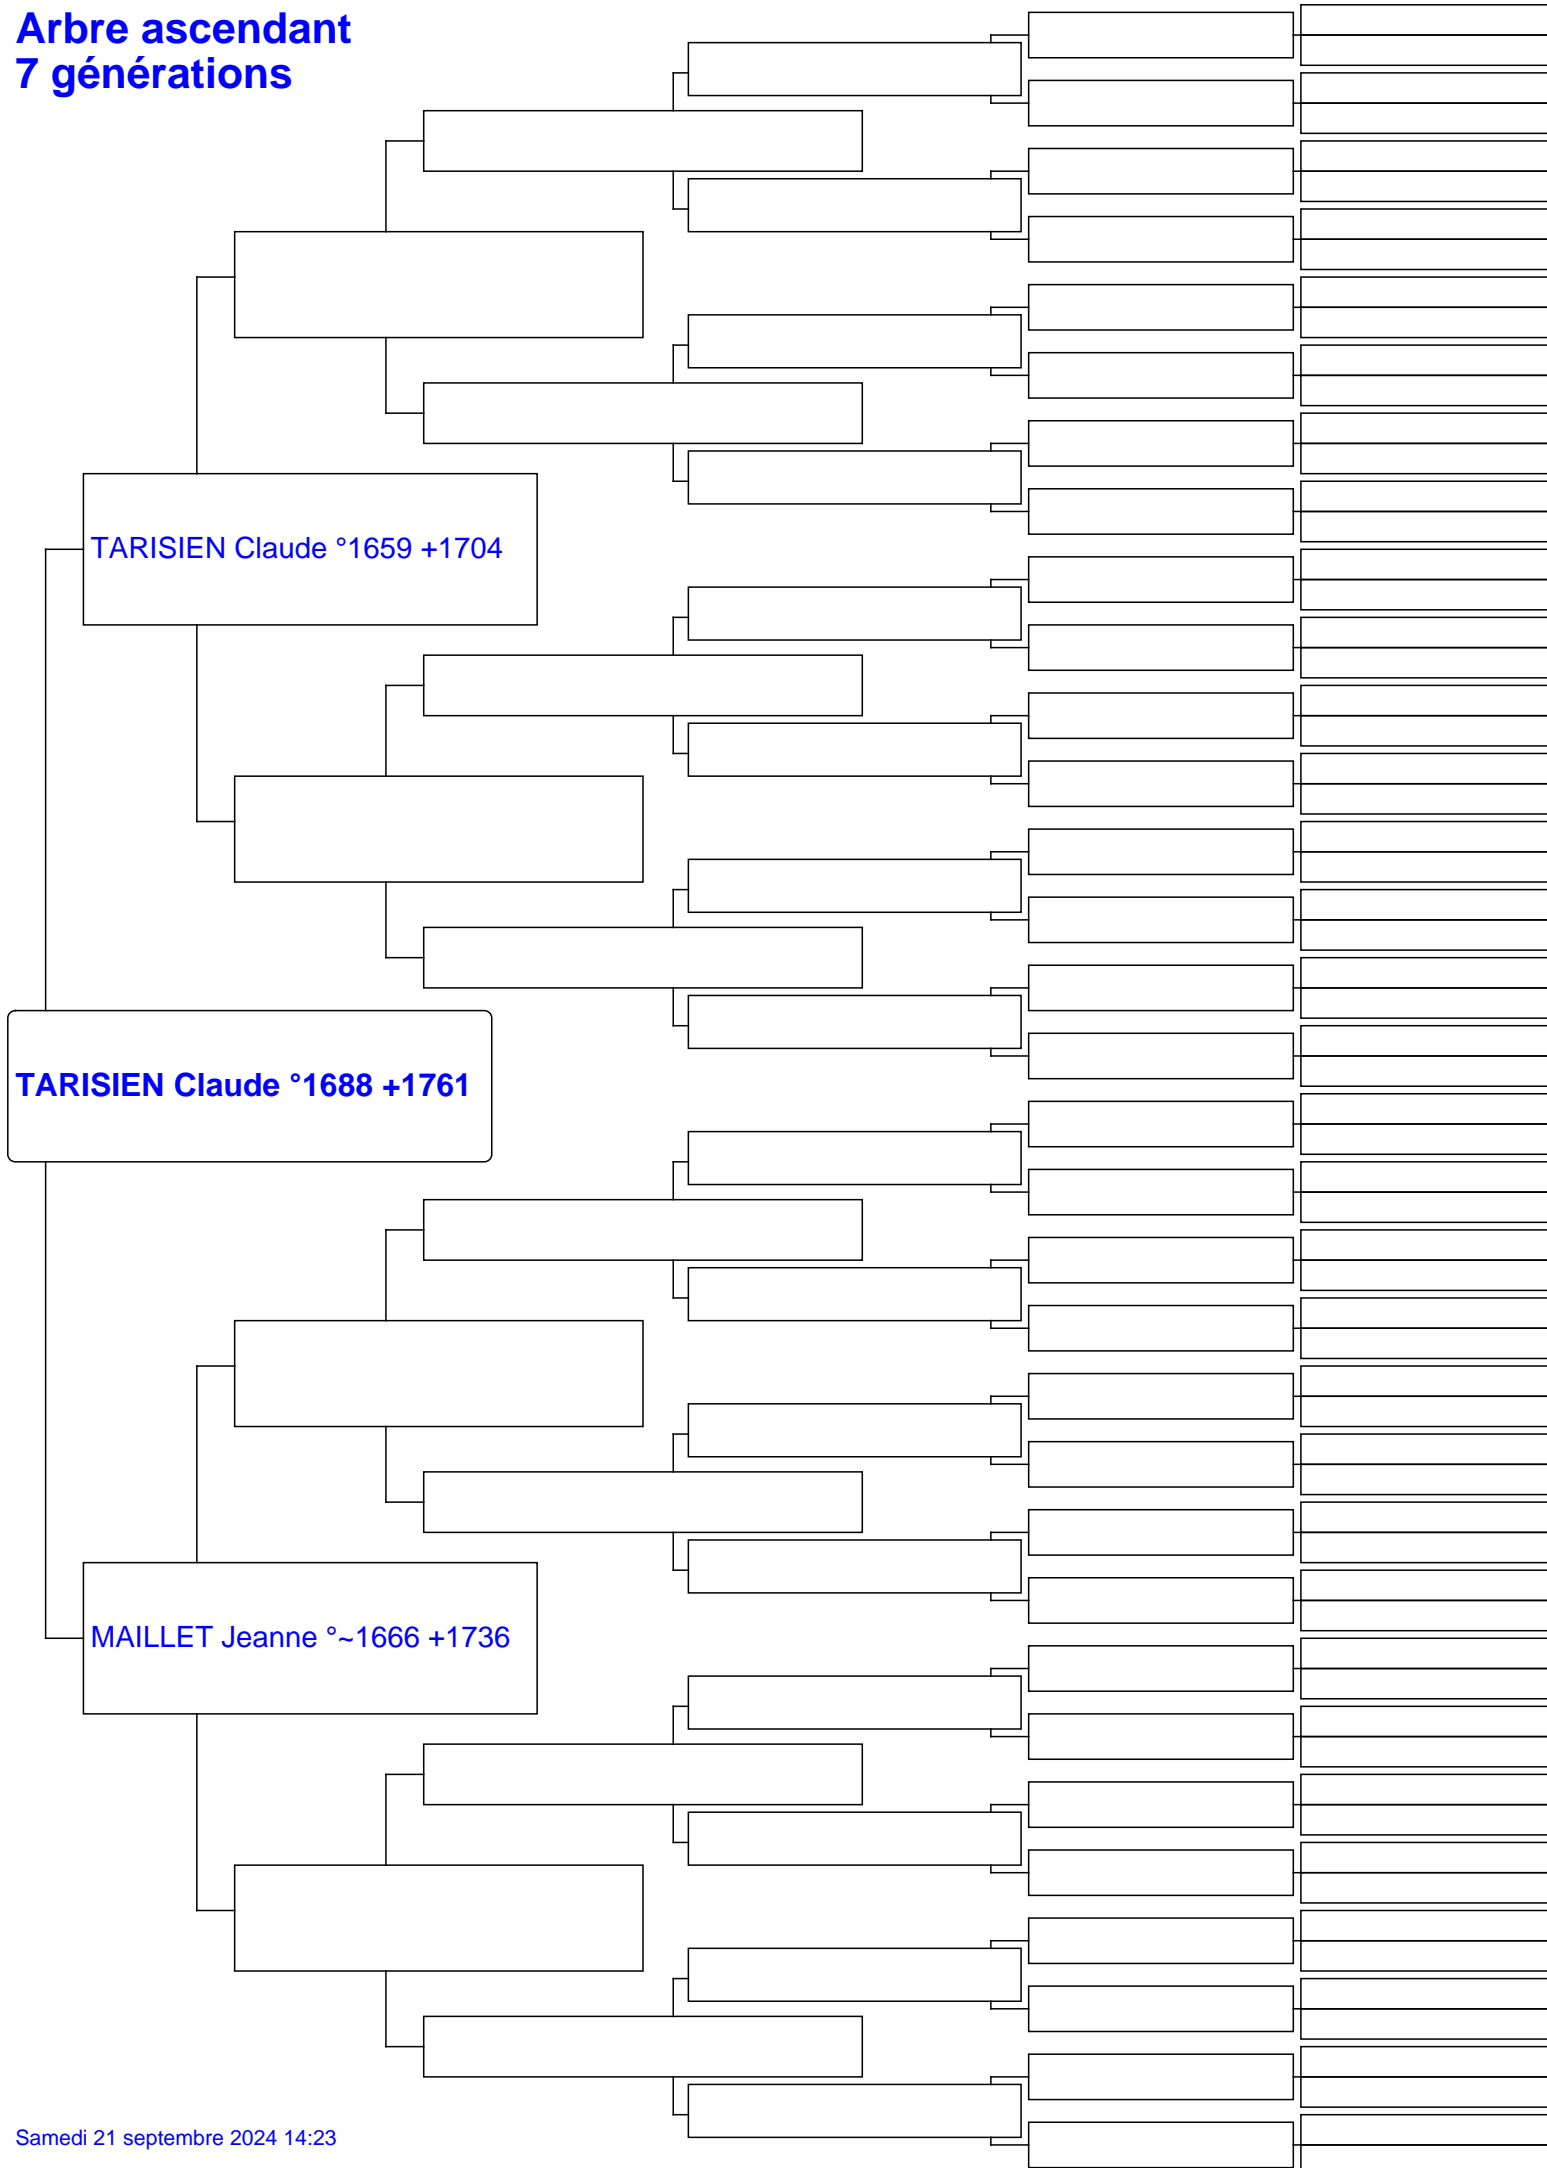 Arbre ascendant
7 générations
TARISIEN Claude °1659 +1704
TARISIEN Claude °1688 +1761
MAILLET Jeanne °~1666 +1736
Samedi 21 septembre 2024 14:23